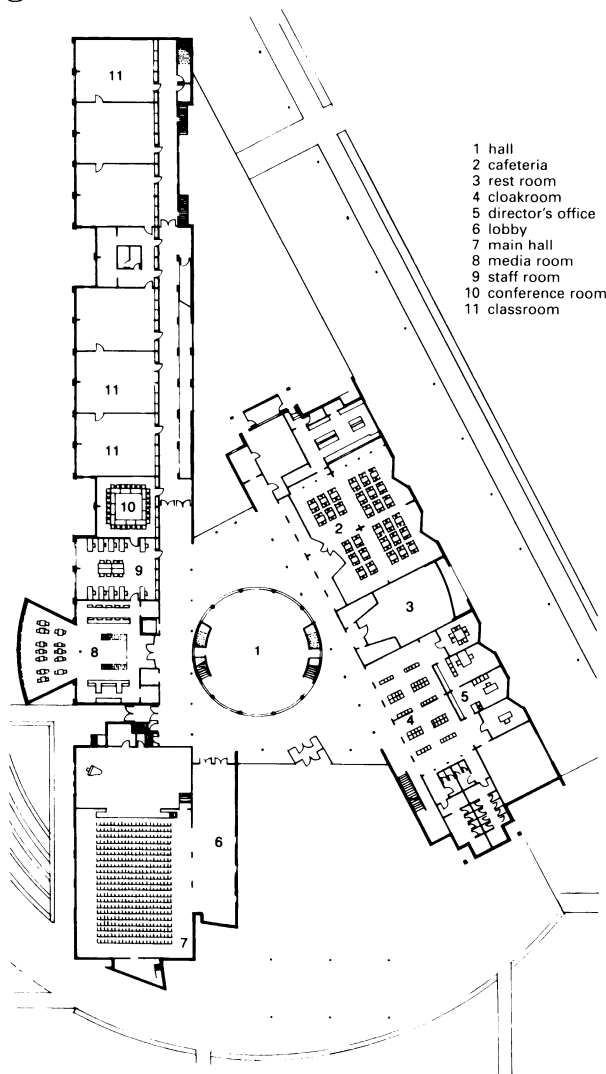 11
1 hall
2 cafeteria
3 rest room
4 cloakroom
5 director's office
6 lobby
7 main hall
8 media room
9 staff room
10 conference room
11 classroom
11
11
10
2
9
3
8
1
5
4
6
7